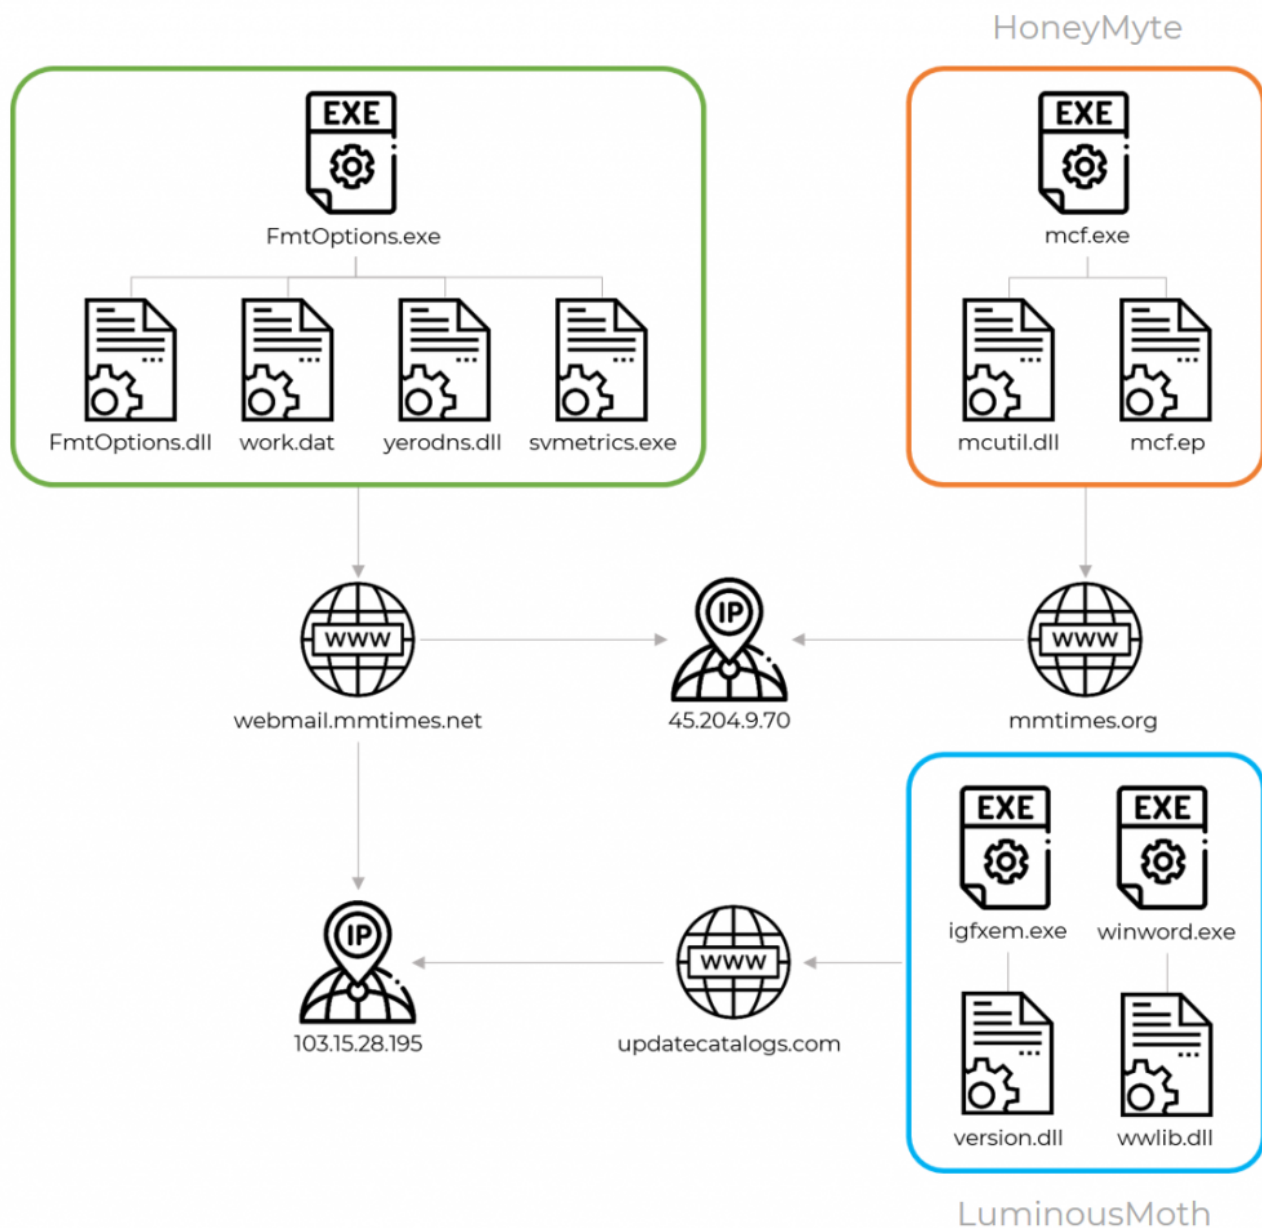 HoneyMyte
EXE
EXE
FmtOptions.exe
mcf.exe
FmtOptions.dll
work.dat
yerodns.dll
svmetrics.exe
mcutil.dll
mcf.ep
WWW
IP
WWW
webmail.mmtimes.net
45.204.9.70
mmtimes.org
EXE
EXE
igfxem.exe
winword.exe
IP
WWW
103.15.28.195
updatecatalogs.com
version.dll
wwlib.dll
LuminousMoth